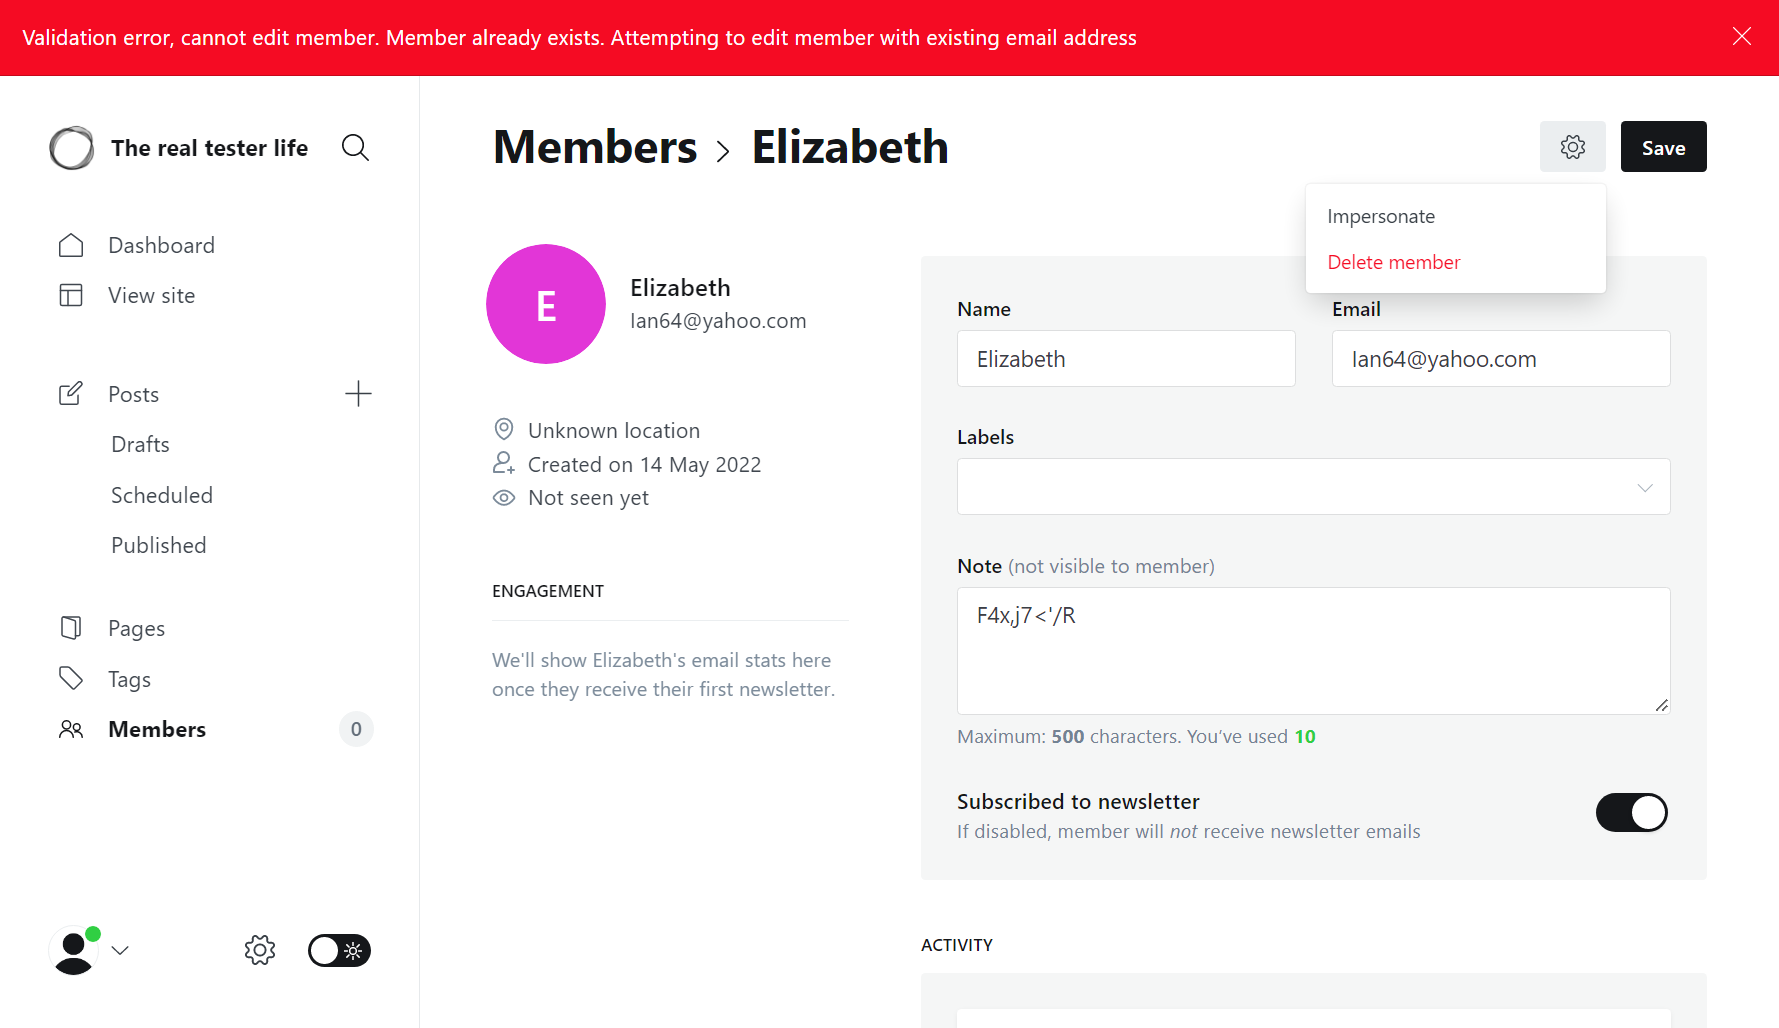 Validation error, cannot edit member. Member already exists. Attempting to edit member with existing email address
The real tester life
Dashboard
View site
Posts
Drafts
Scheduled
Published
Pages
Tags
Members
0
Members > Elizabeth
Save
Impersonate
Delete member
E
Elizabeth
Ian64@yahoo.com
Unknown location
Created on 14 May 2022
Not seen yet
ENGAGEMENT
We'll show Elizabeth's email stats here
once they receive their first newsletter.
Name
Email
Elizabeth
Ian64@yahoo.com
Labels
Note (not visible to member)
F4x,j7<'/R
Maximum: 500 characters. You’ve used 10
Subscribed to newsletter
If disabled, member will not receive newsletter emails
ACTIVITY